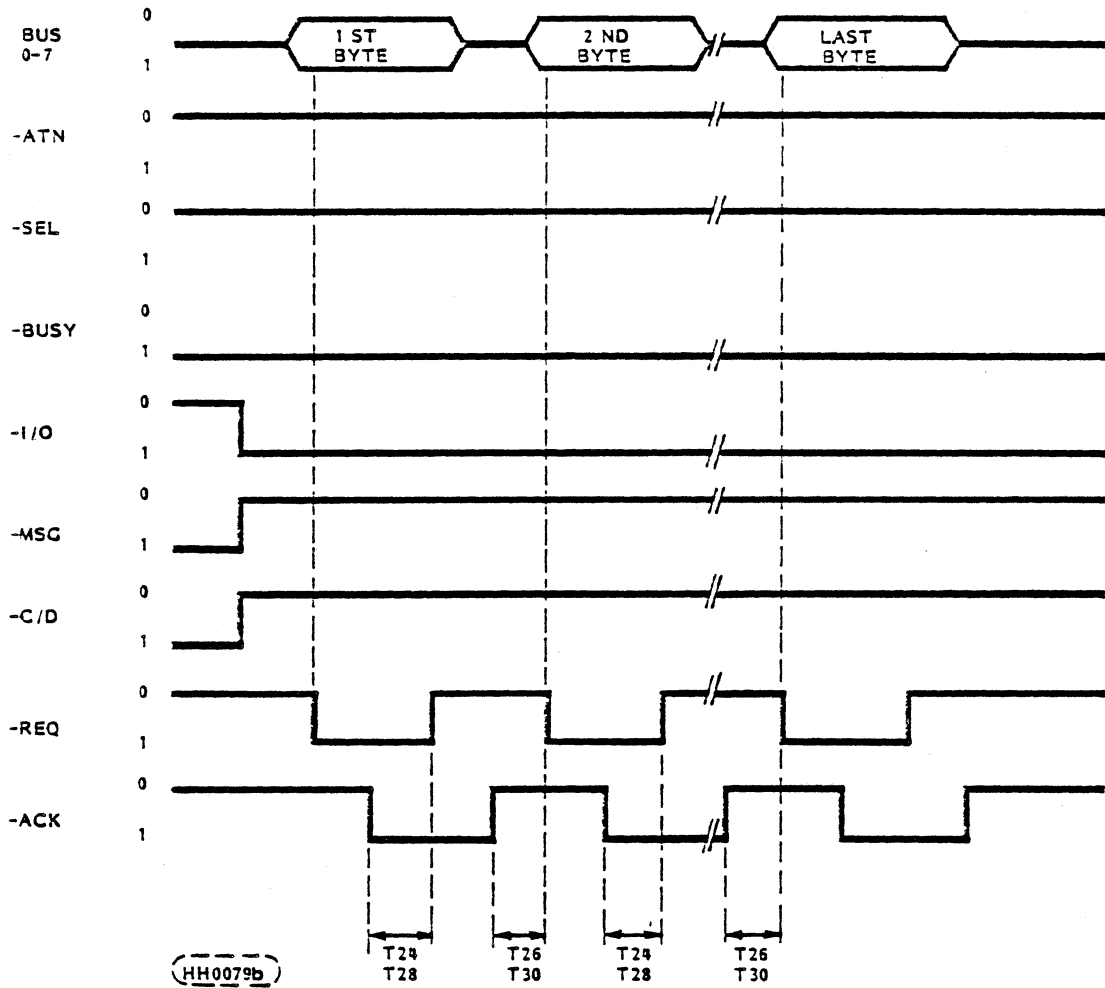 BUS
0-7
0
1
1 ST
BYTE
2 ND
BYTE
LAST
BYTE
-ATN
0
1
-SEL
0
1
-BUSY
0
1
-I/O
0
1
-MSG
0
1
-C/D
0
1
-REQ
0
1
-ACK
0
1
T24
T28
T26
T30
T24
T28
T26
T30
HH0079b